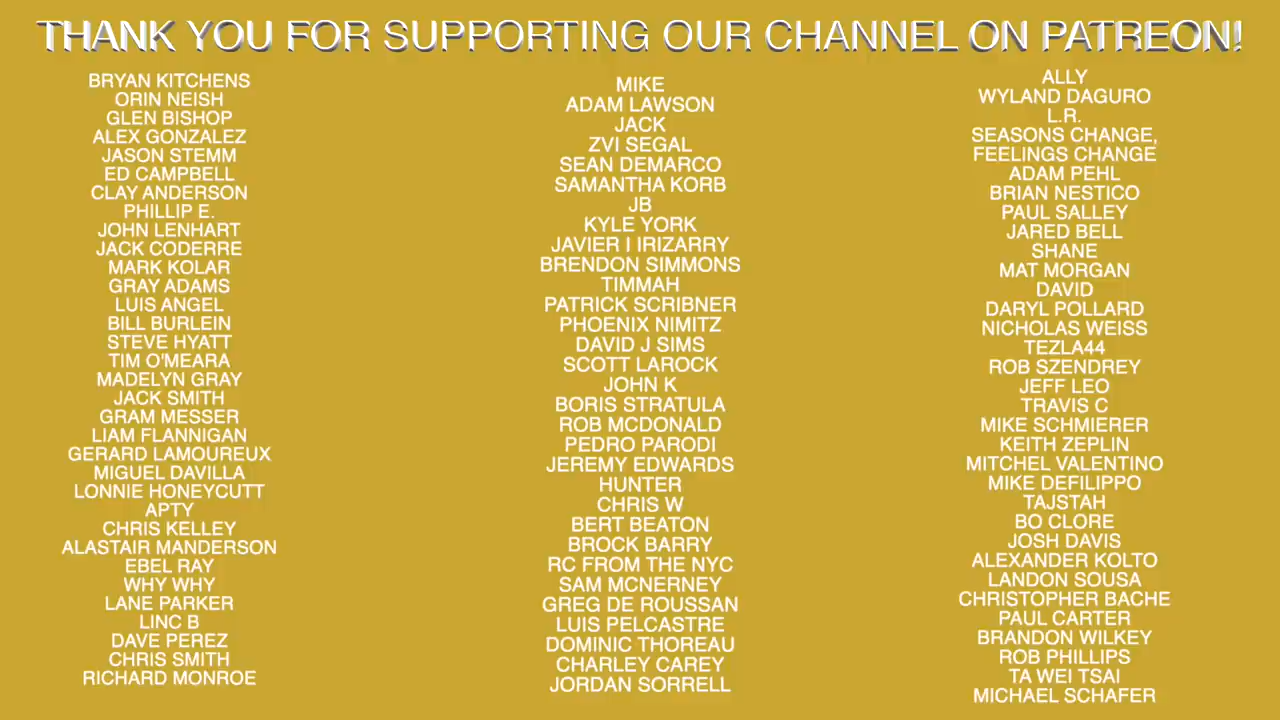 THANK YOU FOR SUPPORTING OUR CHANNEL ON PATREON!
BRYAN KITCHENS
ORIN NEISH
GLEN BISHOP
ALEX GONZALEZ
JASON STEMM
ED CAMPBELL
CLAY ANDERSON
PHILLIP E.
JOHN LENHART
JACK CODERRE
MARK KOLAR
GRAY ADAMS
LUIS ANGEL
BILL BURLEIN
STEVE HYATT
TIM O'MEARA
MADELYN GRAY
JACK SMITH
GRAM MESSER
LIAM FLANNIGAN
GERARD LAMOUREUX
MIGUEL DAVILLA
LONNIE HONEYCUTT
APTY
CHRIS KELLEY
ALASTAIR MANDERSON
EBEL RAY
WHY WHY
LANE PARKER
LINC B
DAVE PEREZ
CHRIS SMITH
RICHARD MONROE
MIKE
ADAM LAWSON
JACK
ZVI SEGAL
SEAN DEMARCO
SAMANTHA KORB
JB
KYLE YORK
JAVIER I IRIZARRY
BRENDON SIMMONS
TIMMAH
PATRICK SCRIBNER
PHOENIX NIMITZ
DAVID J SIMS
SCOTT LAROCK
JOHN K
BORIS STRATULA
ROB MCDONALD
PEDRO PARODI
JEREMY EDWARDS
HUNTER
CHRIS W
BERT BEATON
BROCK BARRY
RC FROM THE NYC
SAM MCNERNEY
GREG DE ROUSSAN
LUIS PELCASTRE
DOMINIC THOREAU
CHARLEY CAREY
JORDAN SORRELL
ALLY
WYLAND DAGURO
L.R.
SEASONS CHANGE,
FEELINGS CHANGE
ADAM PEHL
BRIAN NESTICO
PAUL SALLEY
JARED BELL
SHANE
MAT MORGAN
DAVID
DARYL POLLARD
NICHOLAS WEISS
TEZLA44
ROB SZENDREY
JEFF LEO
TRAVIS C
MIKE SCHMIERER
KEITH ZEPLIN
MITCHEL VALENTINO
MIKE DEFILIPPO
TAJSTAH
BO CLORE
JOSH DAVIS
ALEXANDER KOLTO
LANDON SOUSA
CHRISTOPHER BACHE
PAUL CARTER
BRANDON WILKEY
ROB PHILLIPS
TA WEI TSAI
MICHAEL SCHAFER